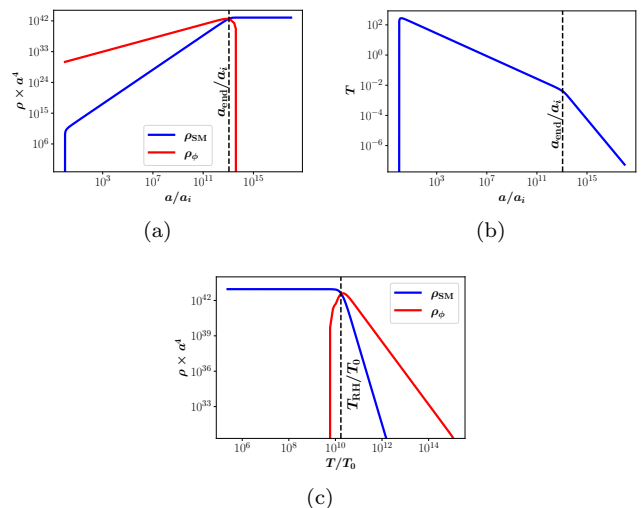 10^42
10^33
10^24
10^15
10^6
ρ × a^4
a_end/a_i
ρ_SM
ρ_ϕ
10^3
10^7
10^11
10^15
a/a_i
(a)
10^2
10^0
10^−2
10^−4
10^−6
T
a_end/a_i
10^3
10^7
10^11
10^15
a/a_i
(b)
10^42
10^39
10^36
10^33
ρ × a^4
T_RH/T_0
ρ_SM
ρ_ϕ
10^6
10^8
10^10
10^12
10^14
T/T_0
(c)